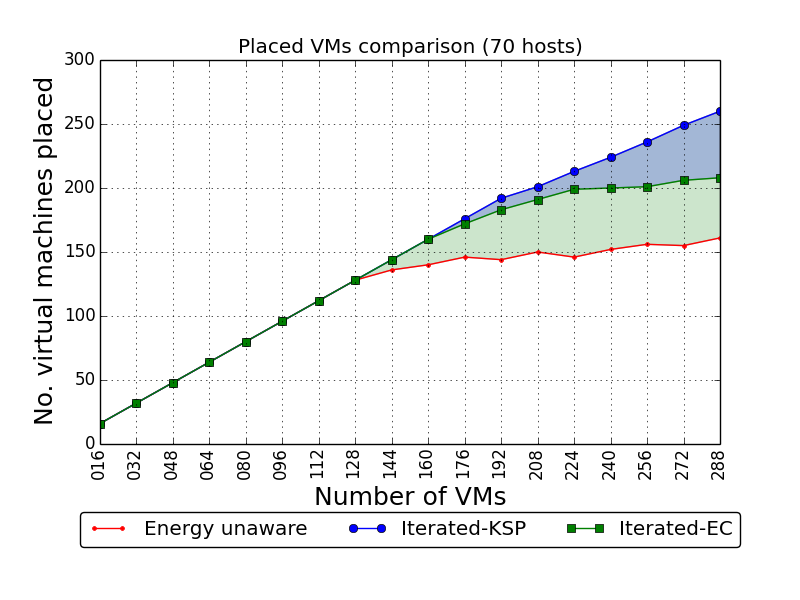 Placed VMs comparison (70 hosts)
No. virtual machines placed
300
250
200
150
100
50
0
016 032 048 064 080 096 112 128 144 160 176 192 208 224 240 256 272 288
Number of VMs
Energy unaware Iterated-KSP Iterated-EC